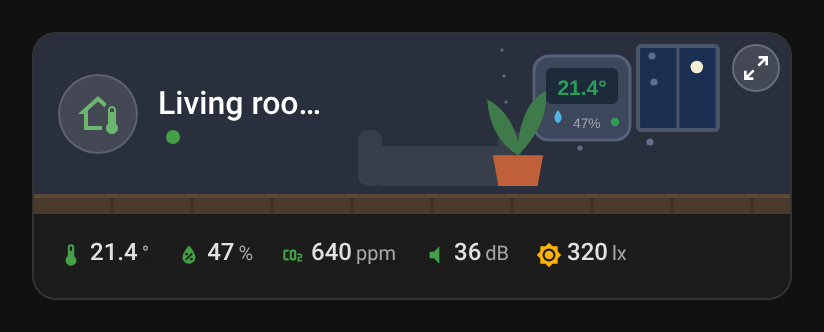 Living roo...
21.4°
47%
21.4 °
47 %
CO₂ 640 ppm
36 dB
320 lx